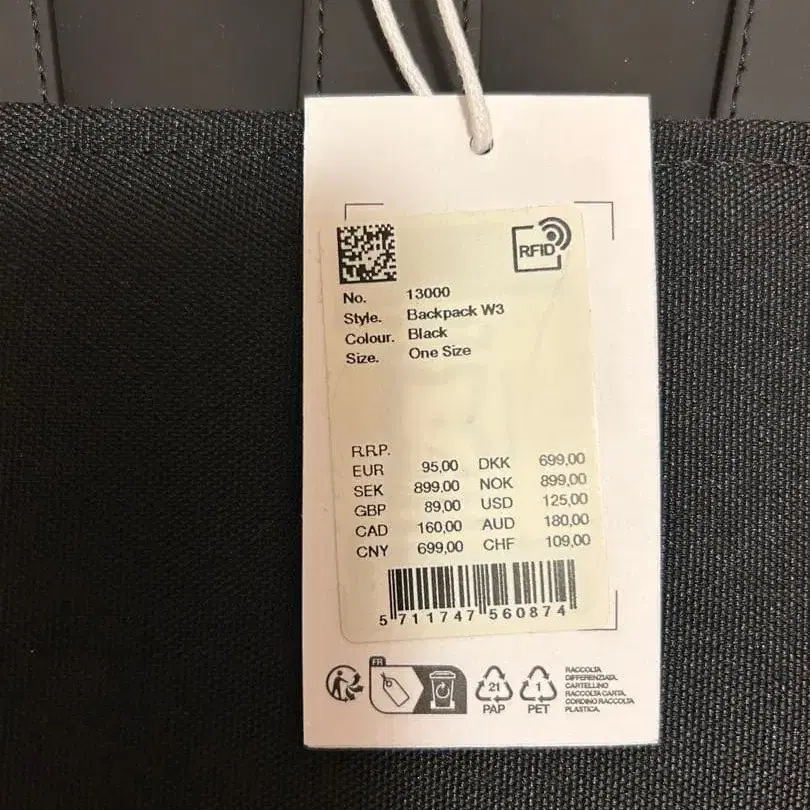 RFID
No. 13000
Style. Backpack W3
Colour. Black
Size. One Size
R.R.P.
EUR 95,00 DKK 699,00
SEK 899,00 NOK 899,00
GBP 89,00 USD 125,00
CAD 160,00 AUD 180,00
CNY 699,00 CHF 109,00
5 711747 560874
FR
21
PAP
1
PET
RACCOLTA
DIFFERENZIATA.
CARTELLINO
RACCOLTA CARTA.
CORDINO RACCOLTA
PLASTICA.